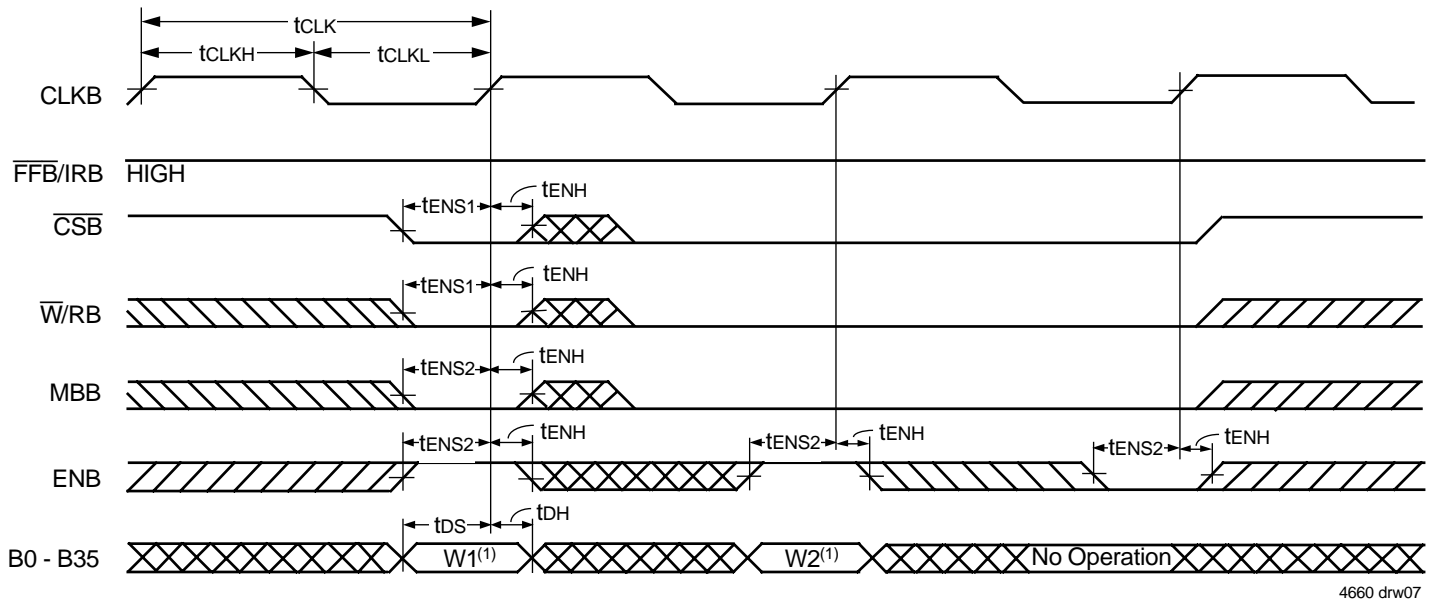 tCLK
tCLKH tCLKL
CLKB
FFB/IRB HIGH
tENS1 tENH
CSB
tENS1 tENH
W/RB
tENS2 tENH
MBB
tENS2 tENH tENS2 tENH tENS2 tENH
ENB
tDS tDH
B0 - B35 W1(1) W2(1) No Operation
4660 drw07